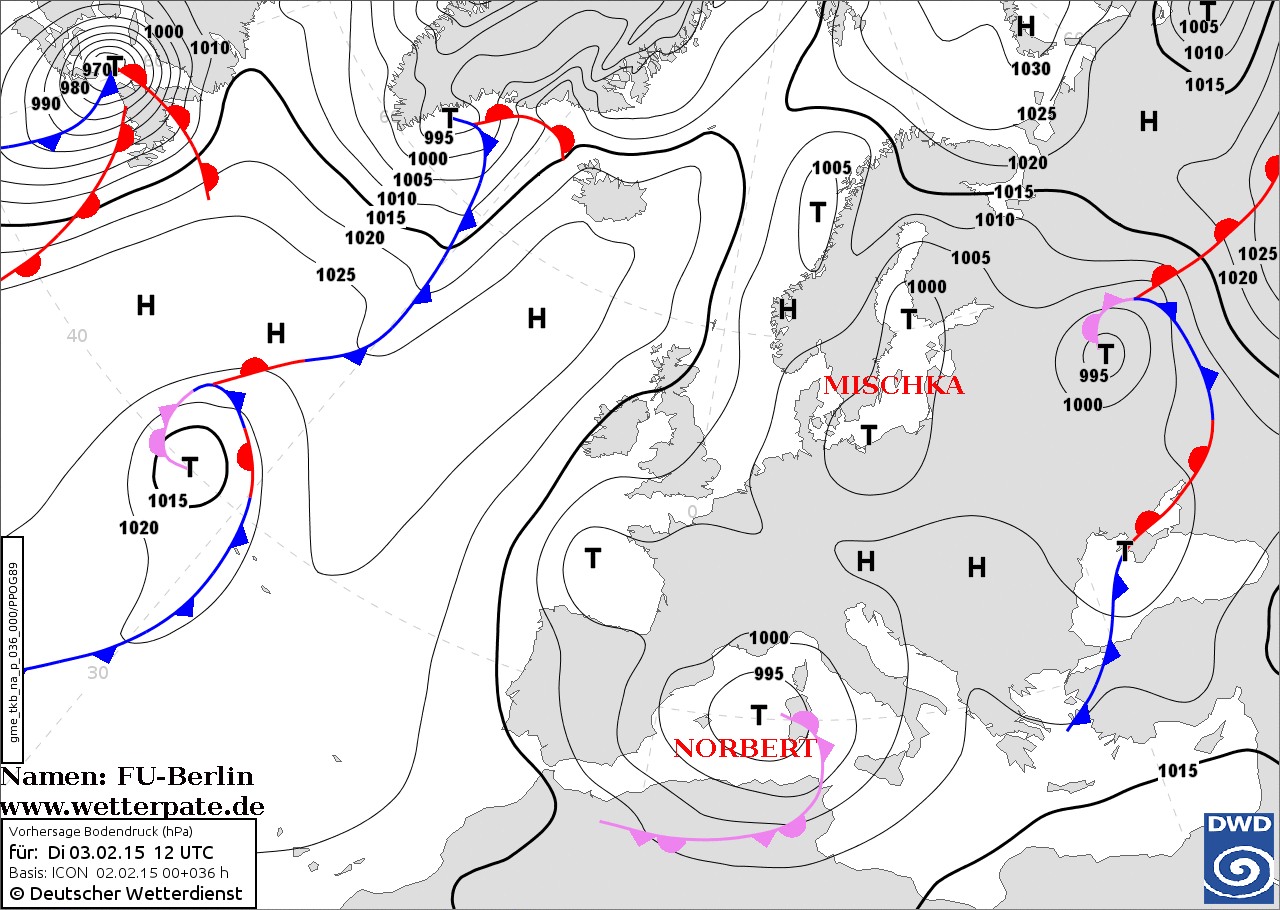 1000
1010
970
T
980
990
T
995
1000
1005
1010
1015
1020
1025
H
H
H
40
T
1015
1020
30
1005
T
H
H
1030
1025
H
T
1005
1010
1015
1020
1015
1010
1005
1000
T
1025
1020
T
995
1000
MISCHKA
T
0
T
H
H
T
1000
995
T
NORBERT
1015
gme_tkb_na_p_036_000/PPOG89
Namen: FU-Berlin
www.wetterpate.de
Vorhersage Bodendruck (hPa)
für: Di 03.02.15 12 UTC
Basis: ICON 02.02.15 00+036 h
© Deutscher Wetterdienst
DWD